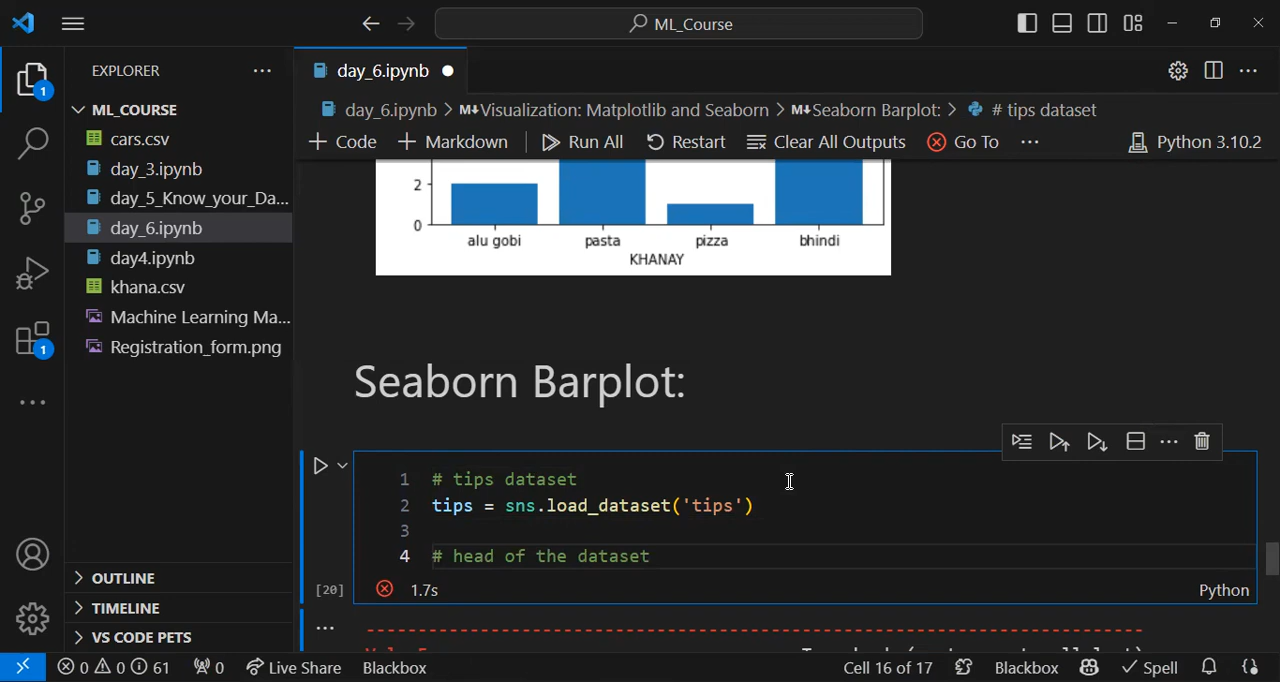 ML_Course
EXPLORER
ML_COURSE
cars.csv
day_3.ipynb
day_5_Know_your_Da...
day_6.ipynb
day4.ipynb
khana.csv
Machine Learning Ma...
Registration_form.png
OUTLINE
TIMELINE
VS CODE PETS
1
1
day_6.ipynb
day_6.ipynb > M↓Visualization: Matplotlib and Seaborn > M↓Seaborn Barplot: > # tips dataset
+ Code + Markdown Run All Restart Clear All Outputs Go To ... Python 3.10.2
2
0
alu gobi pasta pizza bhindi
KHANAY
Seaborn Barplot:
1 # tips dataset
2 tips = sns.load_dataset('tips')
3
4 # head of the dataset
[20] 1.7s Python
0 0 61 0 Live Share Blackbox Cell 16 of 17 Blackbox Spell